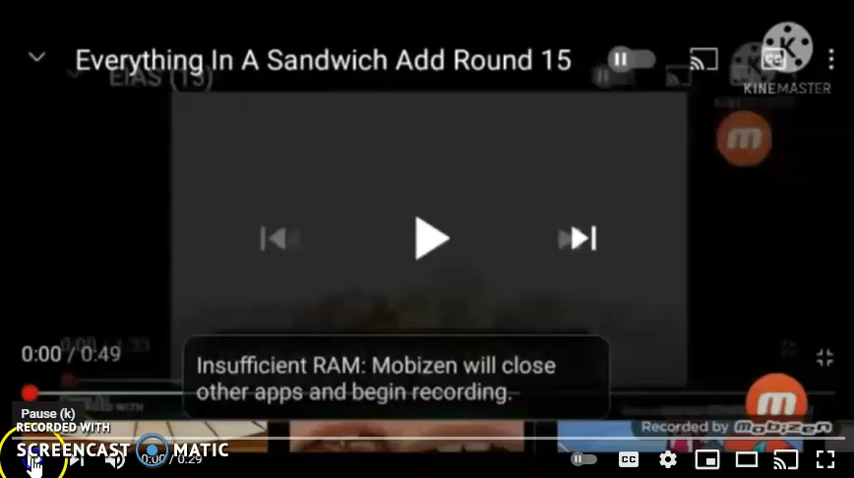 Everything In A Sandwich Add Round 15
EIAS (15)
KINEMASTER
0:00 / 0:49
Insufficient RAM: Mobizen will close
other apps and begin recording.
Pause (k)
RECORDED WITH
SCREENCAST MATIC
Recorded by mobizen
0:00 / 0:29
CC